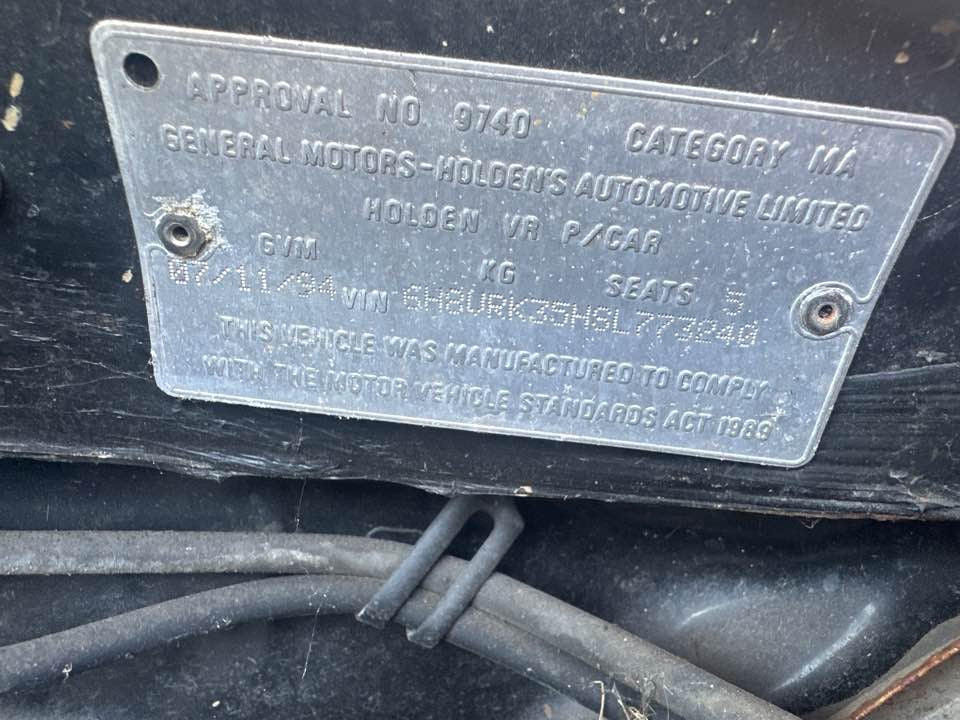 APPROVAL NO 9740 CATEGORY MA
GENERAL MOTORS-HOLDEN'S AUTOMOTIVE LIMITED
HOLDEN VR P/CAR
GVM KG SEATS 5
07/11/94 VIN 6H8VRK35H8L773240
THIS VEHICLE WAS MANUFACTURED TO COMPLY
WITH THE MOTOR VEHICLE STANDARDS ACT 1989